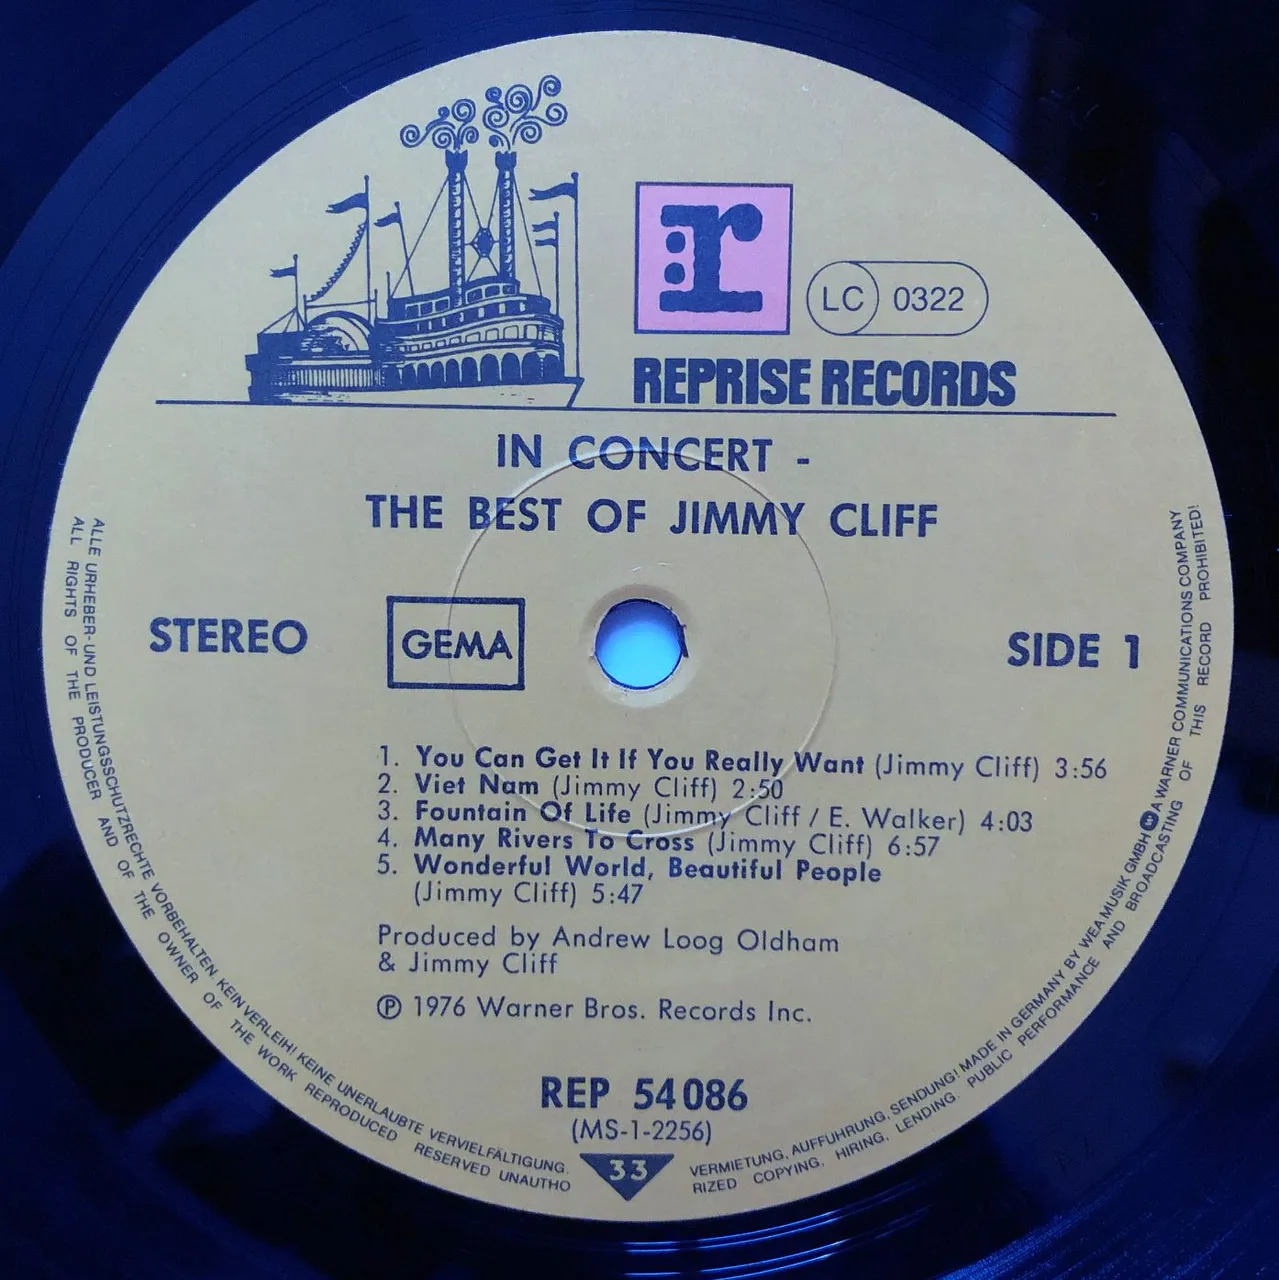 r
LC 0322
REPRISE RECORDS
IN CONCERT -
THE BEST OF JIMMY CLIFF
STEREO
GEMA
SIDE 1
1. You Can Get It If You Really Want (Jimmy Cliff) 3:56
2. Viet Nam (Jimmy Cliff) 2:50
3. Fountain Of Life (Jimmy Cliff / E. Walker) 4:03
4. Many Rivers To Cross (Jimmy Cliff) 6:57
5. Wonderful World, Beautiful People
(Jimmy Cliff) 5:47
Produced by Andrew Loog Oldham
& Jimmy Cliff
Ⓟ 1976 Warner Bros. Records Inc.
REP 54 086
(MS-1-2256)
33
ALLE URHEBER- UND LEISTUNGSSCHUTZRECHTE VORBEHALTEN. KEIN VERLEIH! KEINE UNERLAUBTE VERVIELFÄLTIGUNG, VERMIETUNG, AUFFÜHRUNG, SENDUNG! MADE IN GERMANY BY WEA MUSIK GMBH A WARNER COMMUNICATIONS COMPANY
ALL RIGHTS OF THE PRODUCER AND OF THE OWNER OF THE WORK REPRODUCED RESERVED UNAUTHORIZED COPYING, HIRING, LENDING, PUBLIC PERFORMANCE AND BROADCASTING OF THIS RECORD PROHIBITED!